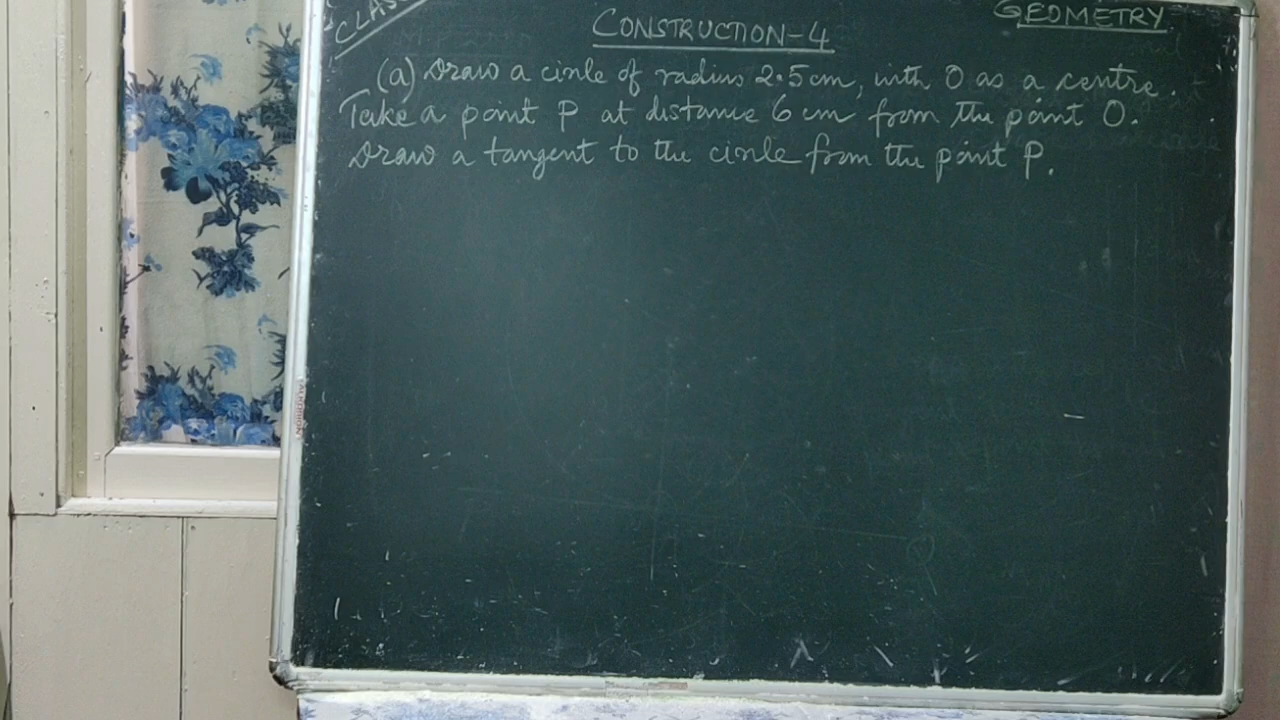 CLASS
CONSTRUCTION-4
GEOMETRY
(a) Draw a circle of radius 2.5cm, with O as a centre.
Take a point P at distance 6 cm from the point O.
Draw a tangent to the circle from the point P.